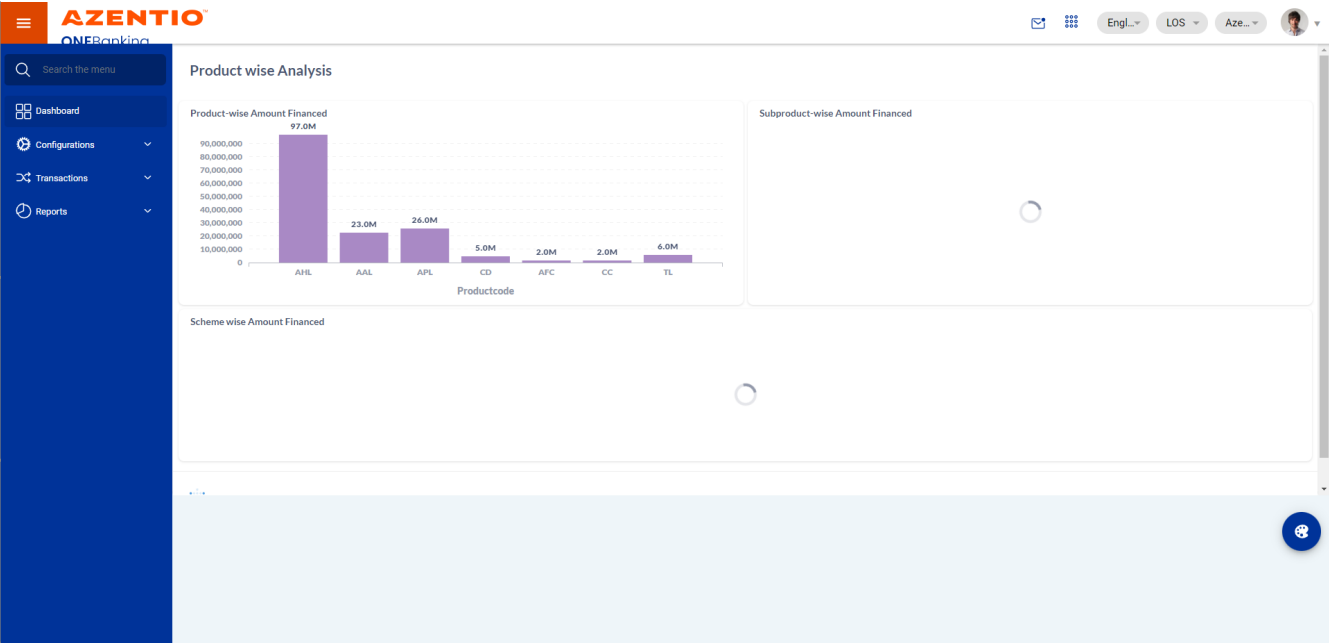 AZENTIO™
ONEBanking
Engl...
LOS
Aze...
Search the menu
Dashboard
Configurations
Transactions
Reports
Product wise Analysis
Product-wise Amount Financed
97.0M
90,000,000
80,000,000
70,000,000
60,000,000
50,000,000
40,000,000
30,000,000
20,000,000
10,000,000
0
23.0M
26.0M
5.0M
2.0M
2.0M
6.0M
AHL AAL APL CD AFC CC TL
Productcode
Subproduct-wise Amount Financed
Scheme wise Amount Financed